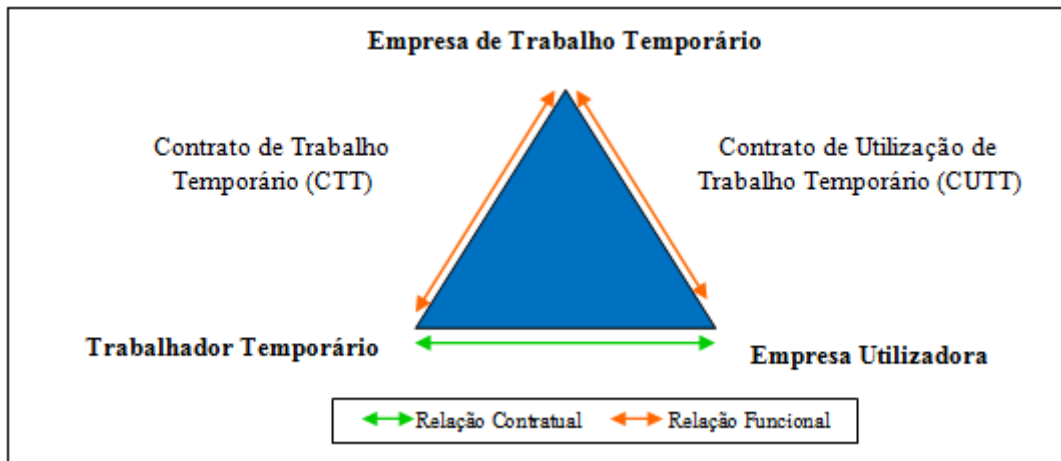 Empresa de Trabalho Temporário
Contrato de Trabalho
Temporário (CTT)
Contrato de Utilização de
Trabalho Temporário (CUTT)
Trabalhador Temporário
Empresa Utilizadora
Relação Contratual
Relação Funcional